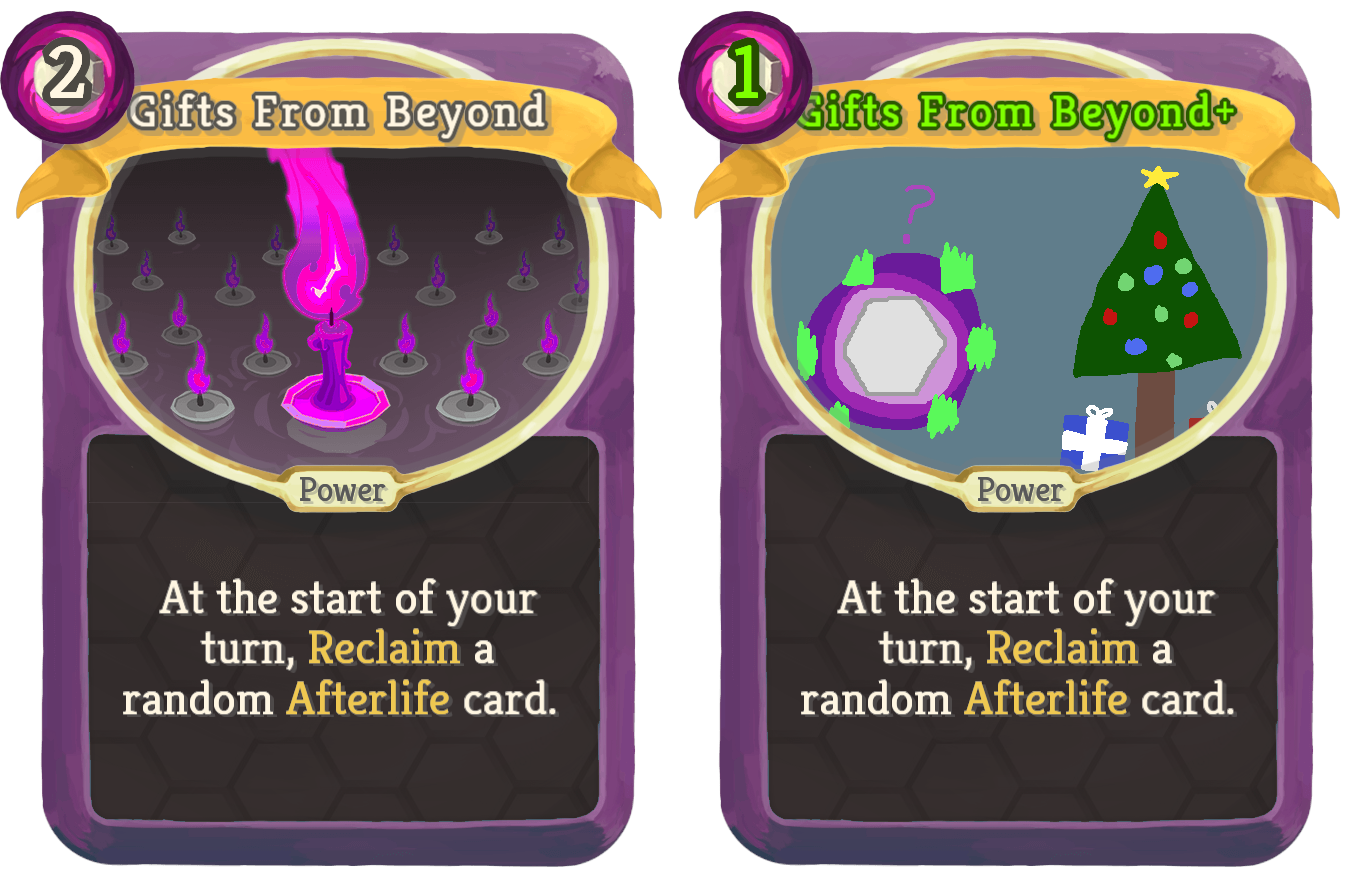 2
Gifts From Beyond
Power
At the start of your
turn, Reclaim a
random Afterlife card.
1
Gifts From Beyond+
?
Power
At the start of your
turn, Reclaim a
random Afterlife card.